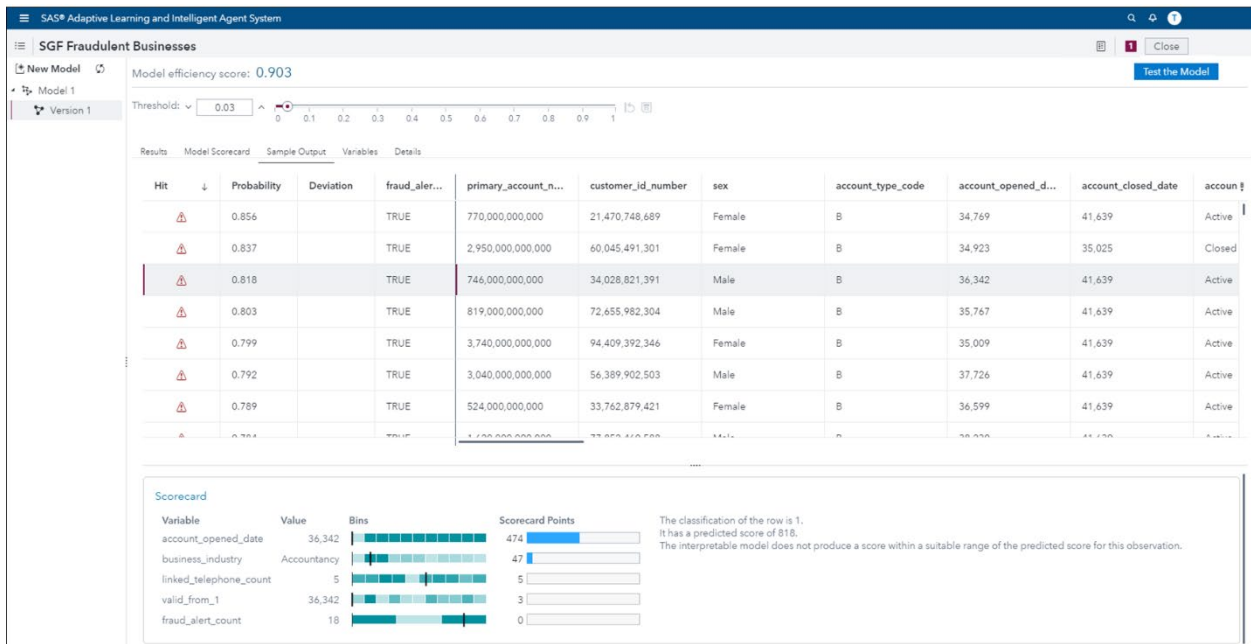 SAS® Adaptive Learning and Intelligent Agent System T
SGF Fraudulent Businesses 1 Close
New Model Model efficiency score: 0.903 Test the Model
Model 1
Version 1 Threshold: 0.03
0 0.1 0.2 0.3 0.4 0.5 0.6 0.7 0.8 0.9 1
Results Model Scorecard Sample Output Variables Details
Hit ↓ Probability Deviation fraud_aler... primary_account_n... customer_id_number sex account_type_code account_opened_d... account_closed_date accoun
0.856 TRUE 770,000,000,000 21,470,748,689 Female B 34,769 41,639 Active
0.837 TRUE 2,950,000,000,000 60,045,491,301 Female B 34,923 35,025 Closed
0.818 TRUE 746,000,000,000 34,028,821,391 Male B 36,342 41,639 Active
0.803 TRUE 819,000,000,000 72,655,982,304 Male B 35,767 41,639 Active
0.799 TRUE 3,740,000,000,000 94,409,392,346 Female B 35,009 41,639 Active
0.792 TRUE 3,040,000,000,000 56,389,902,503 Male B 37,726 41,639 Active
0.789 TRUE 524,000,000,000 33,762,879,421 Female B 36,599 41,639 Active
Scorecard
Variable Value Bins Scorecard Points
account_opened_date 36,342 474
business_industry Accountancy 47
linked_telephone_count 5 5
valid_from_1 36,342 3
fraud_alert_count 18 0
The classification of the row is 1.
It has a predicted score of 818.
The interpretable model does not produce a score within a suitable range of the predicted score for this observation.